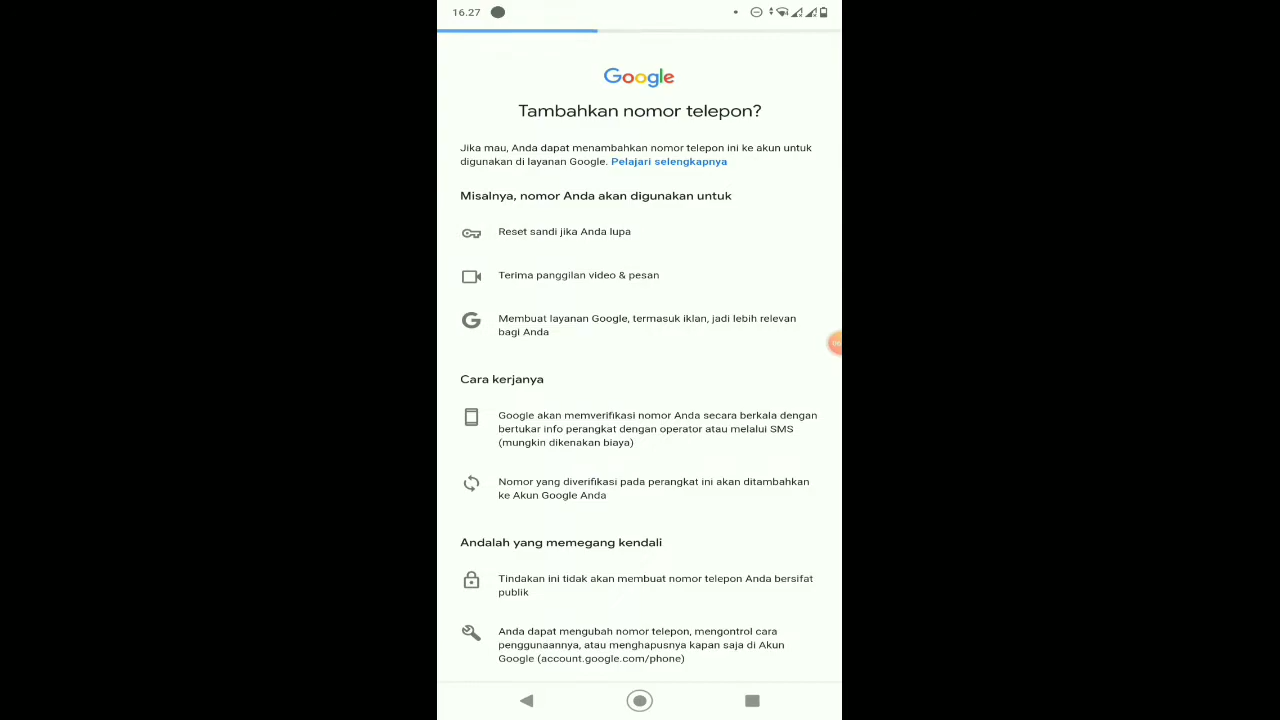 16.27
Google
Tambahkan nomor telepon?
Jika mau, Anda dapat menambahkan nomor telepon ini ke akun untuk
digunakan di layanan Google. Pelajari selengkapnya
Misalnya, nomor Anda akan digunakan untuk
Reset sandi jika Anda lupa
Terima panggilan video & pesan
Membuat layanan Google, termasuk iklan, jadi lebih relevan
bagi Anda
Cara kerjanya
Google akan memverifikasi nomor Anda secara berkala dengan
bertukar info perangkat dengan operator atau melalui SMS
(mungkin dikenakan biaya)
Nomor yang diverifikasi pada perangkat ini akan ditambahkan
ke Akun Google Anda
Andalah yang memegang kendali
Tindakan ini tidak akan membuat nomor telepon Anda bersifat
publik
Anda dapat mengubah nomor telepon, mengontrol cara
penggunaannya, atau menghapusnya kapan saja di Akun
Google (account.google.com/phone)